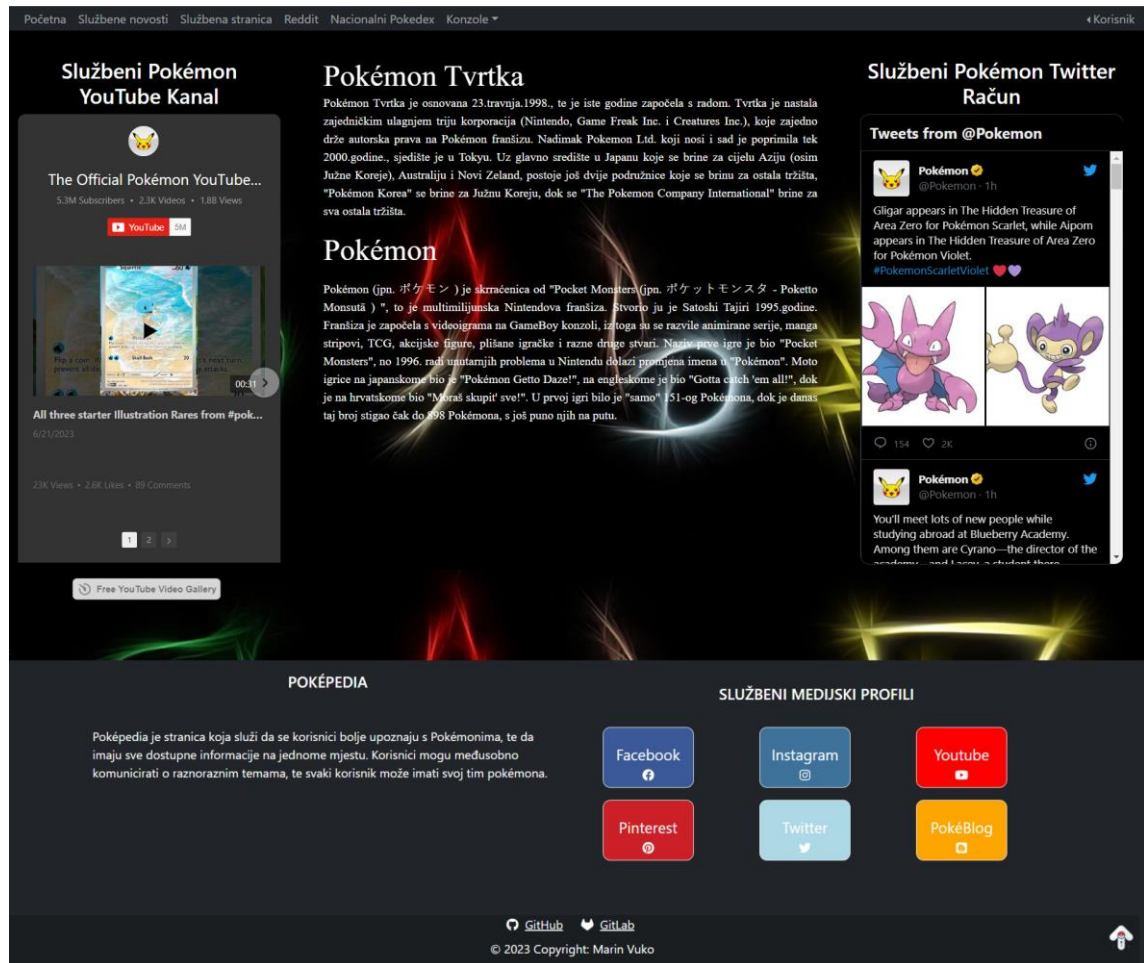 Početna Službene novosti Službena stranica Reddit Nacionalni Pokedex Konzole
Korisnik
Službeni Pokémon
YouTube Kanal
The Official Pokémon YouTube...
5.3M Subscribers • 2.3K Videos • 1.8B Views
YouTube 5M
00:31
All three starter Illustration Rares from #pok...
6/21/2023
23K Views • 2.6K Likes • 89 Comments
1 2 >
Free YouTube Video Gallery
Pokémon Tvrtka
Pokémon Tvrtka je osnovana 23.travnja.1998., te je iste godine započela s radom. Tvrtka je nastala
zajedničkim ulagnjem triju korporacija (Nintendo, Game Freak Inc. i Creatures Inc.), koje zajedno
drže autorska prava na Pokémon franšizu. Nadimak Pokemon Ltd. koji nosi i sad je poprimila tek
2000.godine., sjedište je u Tokyu. Uz glavno središte u Japanu koje se brine za cijelu Aziju (osim
Južne Koreje), Australiju i Novi Zeland, postoje još dvije podružnice koje se brinu za ostala tržišta,
"Pokémon Korea" se brine za Južnu Koreju, dok se "The Pokemon Company International" brine za
sva ostala tržišta.
Pokémon
Pokémon (jpn. ポケモン ) je skrraćenica od "Pocket Monsters (jpn. ポケットモンスタ - Poketto
Monsutā ) ", to je multimilijunska Nintendova franšiza. Stvorio ju je Satoshi Tajiri 1995.godine.
Franšiza je započela s videoigrama na GameBoy konzoli, iz toga su se razvile animirane serije, manga
stripovi, TCG, akcijske figure, plišane igračke i razne druge stvari. Naziv prve igre je bio "Pocket
Monsters", no 1996. radi unutarnjih problema u Nintendu dolazi promjena imena u "Pokémon". Moto
igrice na japanskome bio je "Pokémon Getto Daze!", na engleskome je bio "Gotta catch 'em all!", dok
je na hrvatskome bio "Moraš skupit' sve!". U prvoj igri bilo je "samo" 151-og Pokémona, dok je danas
taj broj stigao čak do 898 Pokémona, s još puno njih na putu.
Službeni Pokémon Twitter
Račun
Tweets from @Pokemon
Pokémon
@Pokemon · 1h
Gligar appears in The Hidden Treasure of
Area Zero for Pokémon Scarlet, while Aipom
appears in The Hidden Treasure of Area Zero
for Pokémon Violet.
#PokemonScarletViolet
154 2K
Pokémon
@Pokemon · 1h
You'll meet lots of new people while
studying abroad at Blueberry Academy.
Among them are Cyrano—the director of the
academy—and Lacey, a student there
POKÉPEDIA
Poképedia je stranica koja služi da se korisnici bolje upoznaju s Pokémonima, te da
imaju sve dostupne informacije na jednome mjestu. Korisnici mogu međusobno
komunicirati o raznoraznim temama, te svaki korisnik može imati svoj tim pokémona.
SLUŽBENI MEDIJSKI PROFILI
Facebook
Instagram
Youtube
Pinterest
Twitter
PokéBlog
GitHub GitLab
© 2023 Copyright: Marin Vuko